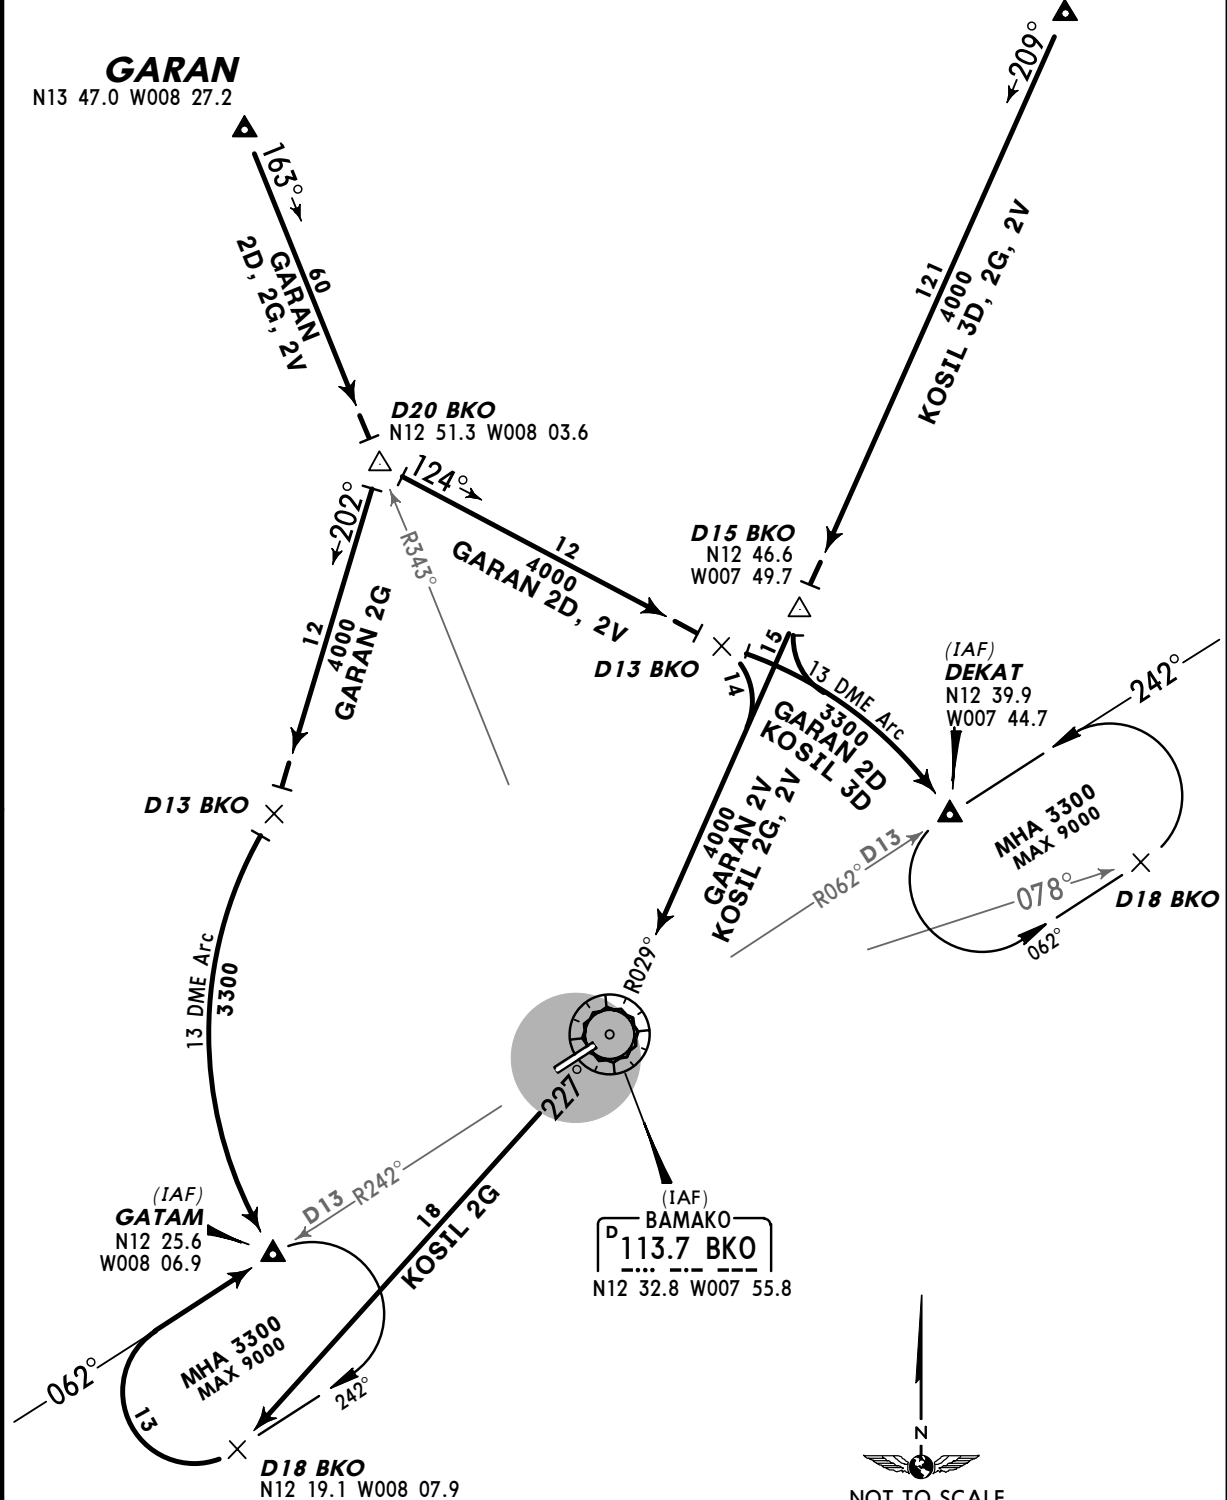 GARAN
N13 47.0 W008 27.2
163°
GARAN
2D, 2G, 2V
60
209°
121
4000
KOSIL 3D, 2G, 2V
D20 BKO
N12 51.3 W008 03.6
202°
12
4000
GARAN 2G
R343°
124°
12
4000
GARAN 2D, 2V
D15 BKO
N12 46.6
W007 49.7
D13 BKO
15
14
13 DME Arc
3300
GARAN 2D
KOSIL 3D
(IAF)
DEKAT
N12 39.9
W007 44.7
242°
MHA 3300
MAX 9000
R062° D13
078°
D18 BKO
062°
4000
GARAN 2V
KOSIL 2G, 2V
R029°
D13 BKO
13 DME Arc
3300
227°
18
KOSIL 2G
D13 R242°
(IAF)
GATAM
N12 25.6
W008 06.9
(IAF)
BAMAKO
D 113.7 BKO
N12 32.8 W007 55.8
062°
MHA 3300
MAX 9000
242°
13
D18 BKO
N12 19.1 W008 07.9
N
NOT TO SCALE